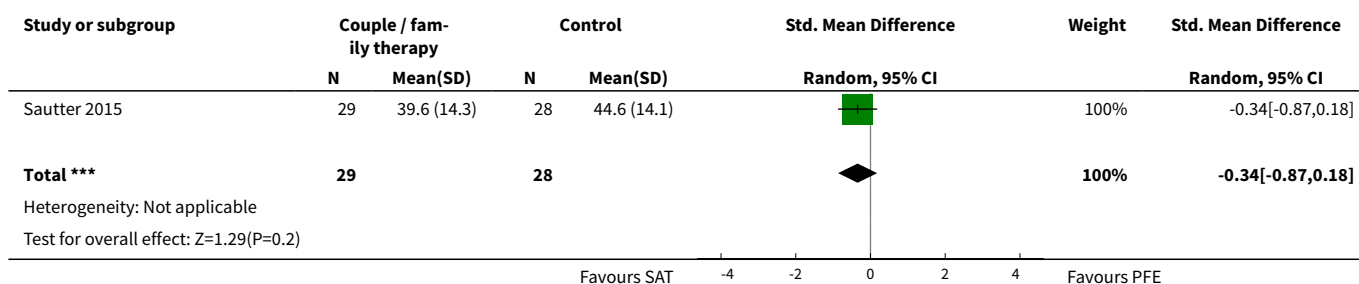 Study or subgroup Couple / fam- Control Std. Mean Difference Weight Std. Mean Difference
ily therapy
N Mean(SD) N Mean(SD) Random, 95% CI Random, 95% CI
Sautter 2015 29 39.6 (14.3) 28 44.6 (14.1) 100% -0.34[-0.87,0.18]
Total *** 29 28 100% -0.34[-0.87,0.18]
Heterogeneity: Not applicable
Test for overall effect: Z=1.29(P=0.2)
Favours SAT -4 -2 0 2 4 Favours PFE